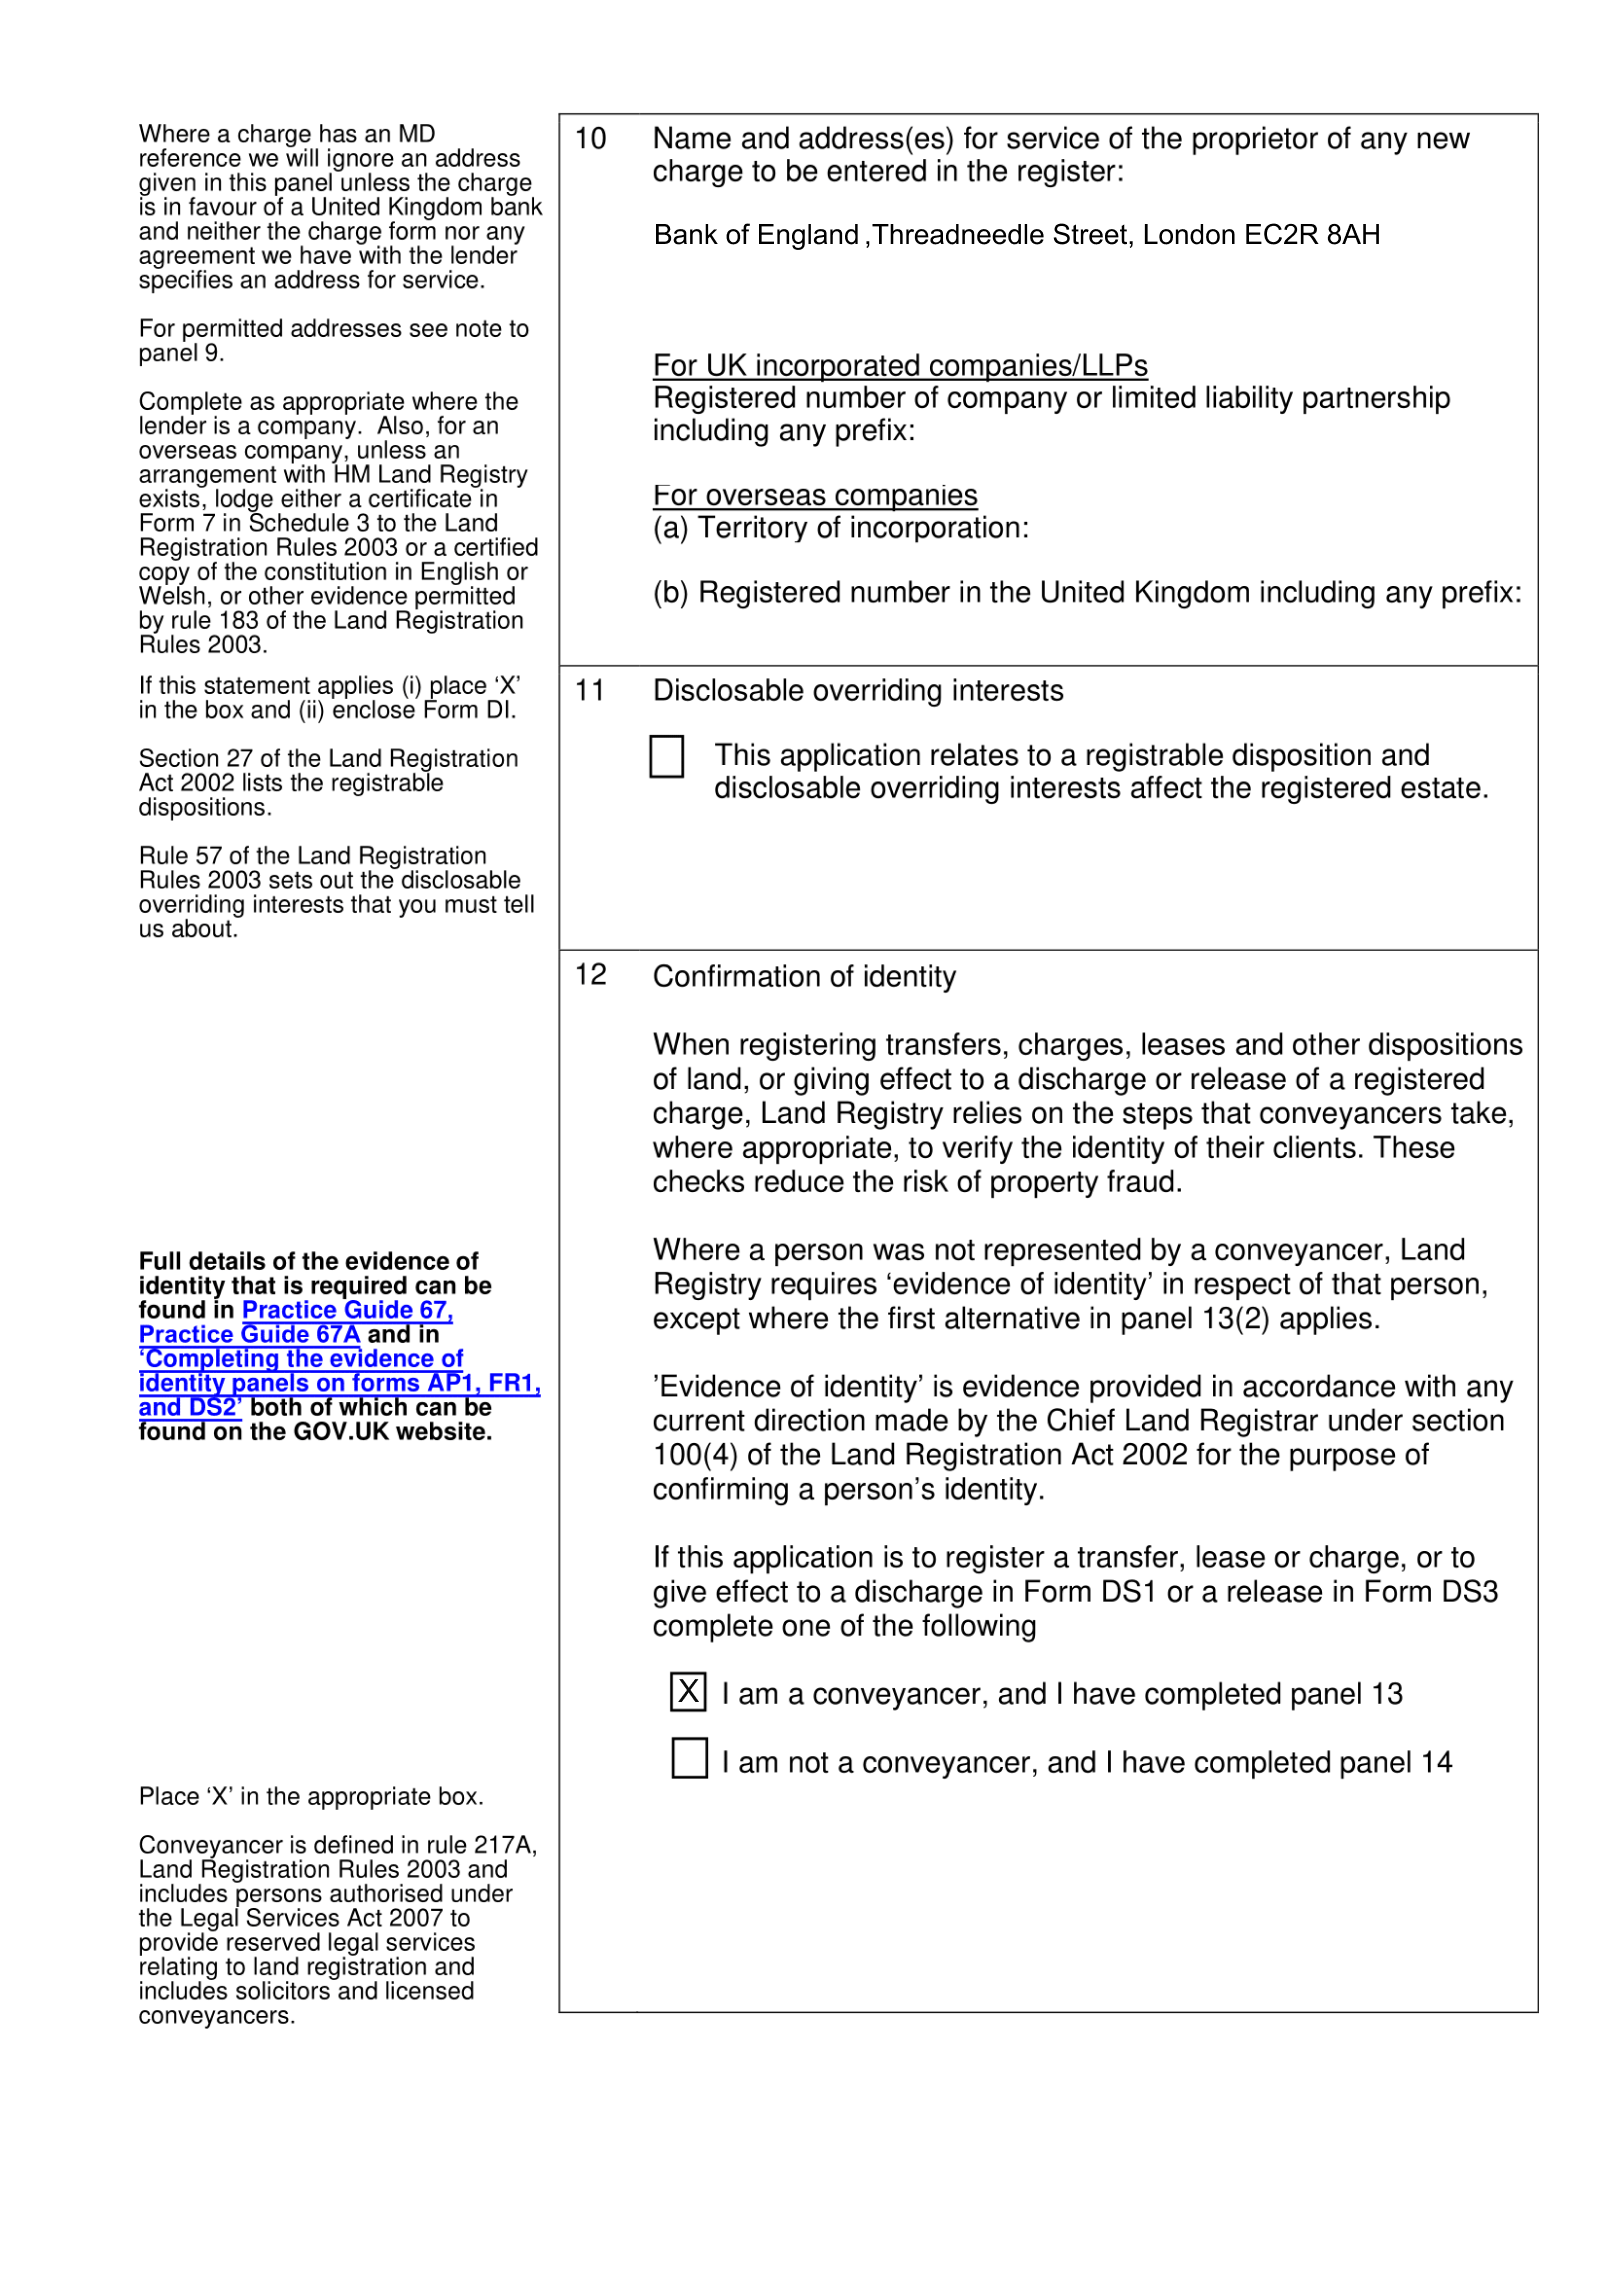 Where a charge has an MD
reference we will ignore an address
given in this panel unless the charge
is in favour of a United Kingdom bank
and neither the charge form nor any
agreement we have with the lender
specifies an address for service.
For permitted addresses see note to
panel 9.
Complete as appropriate where the
lender is a company.  Also, for an
overseas company, unless an
arrangement with HM Land Registry
exists, lodge either a certificate in
Form 7 in Schedule 3 to the Land
Registration Rules 2003 or a certified
copy of the constitution in English or
Welsh, or other evidence permitted
by rule 183 of the Land Registration
Rules 2003.
10 Name and address(es) for service of the proprietor of any new
charge to be entered in the register:
Bank of England ,Threadneedle Street, London EC2R 8AH
For UK incorporated companies/LLPs
Registered number of company or limited liability partnership
including any prefix:
For overseas companies
(a) Territory of incorporation:
(b) Registered number in the United Kingdom including any prefix:
If this statement applies (i) place ‘X’
in the box and (ii) enclose Form DI.
Section 27 of the Land Registration
Act 2002 lists the registrable
dispositions.
Rule 57 of the Land Registration
Rules 2003 sets out the disclosable
overriding interests that you must tell
us about.
11 Disclosable overriding interests
This application relates to a registrable disposition and
disclosable overriding interests affect the registered estate.
Full details of the evidence of
identity that is required can be
found in Practice Guide 67,
Practice Guide 67A and in
‘Completing the evidence of
identity panels on forms AP1, FR1,
and DS2’ both of which can be
found on the GOV.UK website.
Place ‘X’ in the appropriate box.
Conveyancer is defined in rule 217A,
Land Registration Rules 2003 and
includes persons authorised under
the Legal Services Act 2007 to
provide reserved legal services
relating to land registration and
includes solicitors and licensed
conveyancers.
12 Confirmation of identity
When registering transfers, charges, leases and other dispositions
of land, or giving effect to a discharge or release of a registered
charge, Land Registry relies on the steps that conveyancers take,
where appropriate, to verify the identity of their clients. These
checks reduce the risk of property fraud.
Where a person was not represented by a conveyancer, Land
Registry requires ‘evidence of identity’ in respect of that person,
except where the first alternative in panel 13(2) applies.
’Evidence of identity’ is evidence provided in accordance with any
current direction made by the Chief Land Registrar under section
100(4) of the Land Registration Act 2002 for the purpose of
confirming a person’s identity.
If this application is to register a transfer, lease or charge, or to
give effect to a discharge in Form DS1 or a release in Form DS3
complete one of the following
X I am a conveyancer, and I have completed panel 13
I am not a conveyancer, and I have completed panel 14